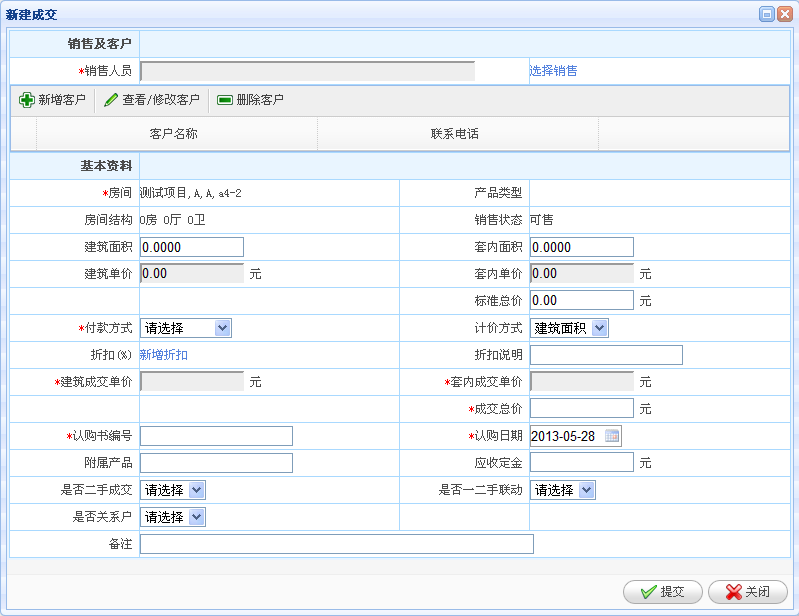 新建成交
销售及客户
*销售人员 选择销售
新增客户 查看/修改客户 删除客户
客户名称 联系电话
基本资料
*房间 测试项目,A,A,a4-2 产品类型
房间结构 0房 0厅 0卫 销售状态 可售
建筑面积 0.0000 套内面积 0.0000
建筑单价 0.00 元 套内单价 0.00 元
标准总价 0.00 元
*付款方式 请选择 计价方式 建筑面积
折扣(%) 新增折扣 折扣说明
*建筑成交单价 元 *套内成交单价 元
*成交总价 元
*认购书编号 *认购日期 2013-05-28
附属产品 应收定金 元
是否二手成交 请选择 是否一二手联动 请选择
是否关系户 请选择
备注
提交 关闭